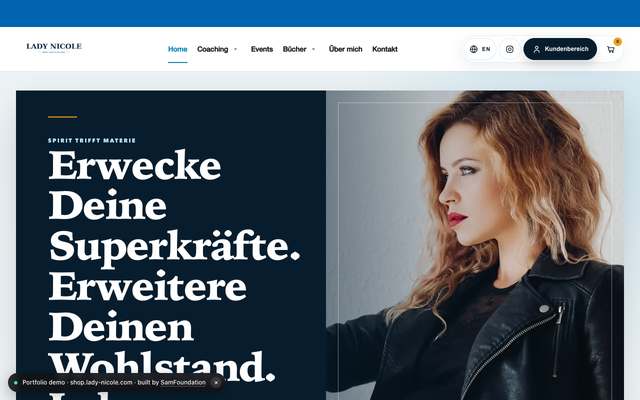 LADY NICOLE
Home
Coaching
Events
Bücher
Über mich
Kontakt
EN
Kundenbereich
0
SPIRIT TRIFFT MATERIE
Erwecke
Deine
Superkräfte.
Erweitere
Deinen
Wohlstand.
Portfolio demo · shop.lady-nicole.com · built by SamFoundation
×